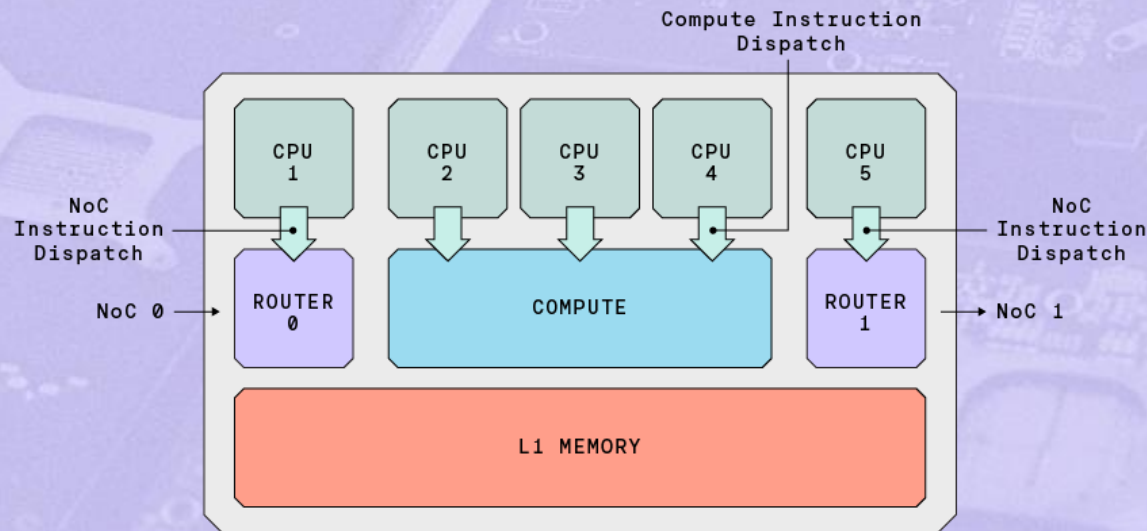 Compute Instruction
Dispatch
CPU
1
CPU
2
CPU
3
CPU
4
CPU
5
NoC
Instruction
Dispatch
NoC
Instruction
Dispatch
NoC 0
ROUTER
0
COMPUTE
ROUTER
1
NoC 1
L1 MEMORY